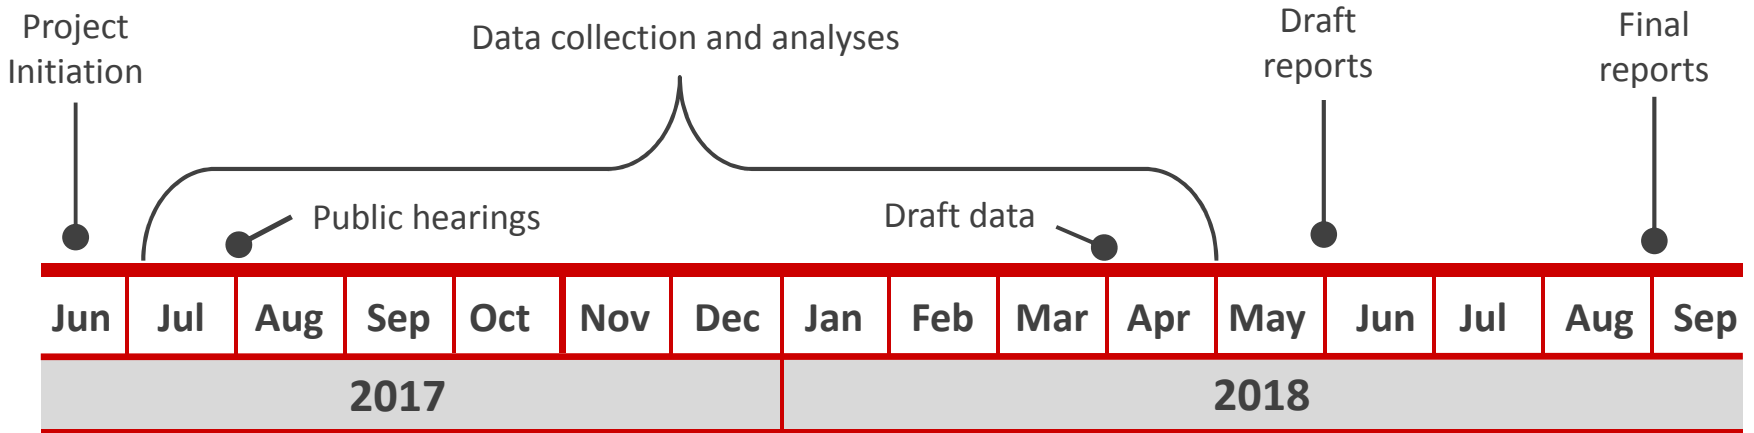 Project
Initiation
Data collection and analyses
Draft
reports
Final
reports
Public hearings
Draft data
Jun Jul Aug Sep Oct Nov Dec Jan Feb Mar Apr May Jun Jul Aug Sep
2017 2018